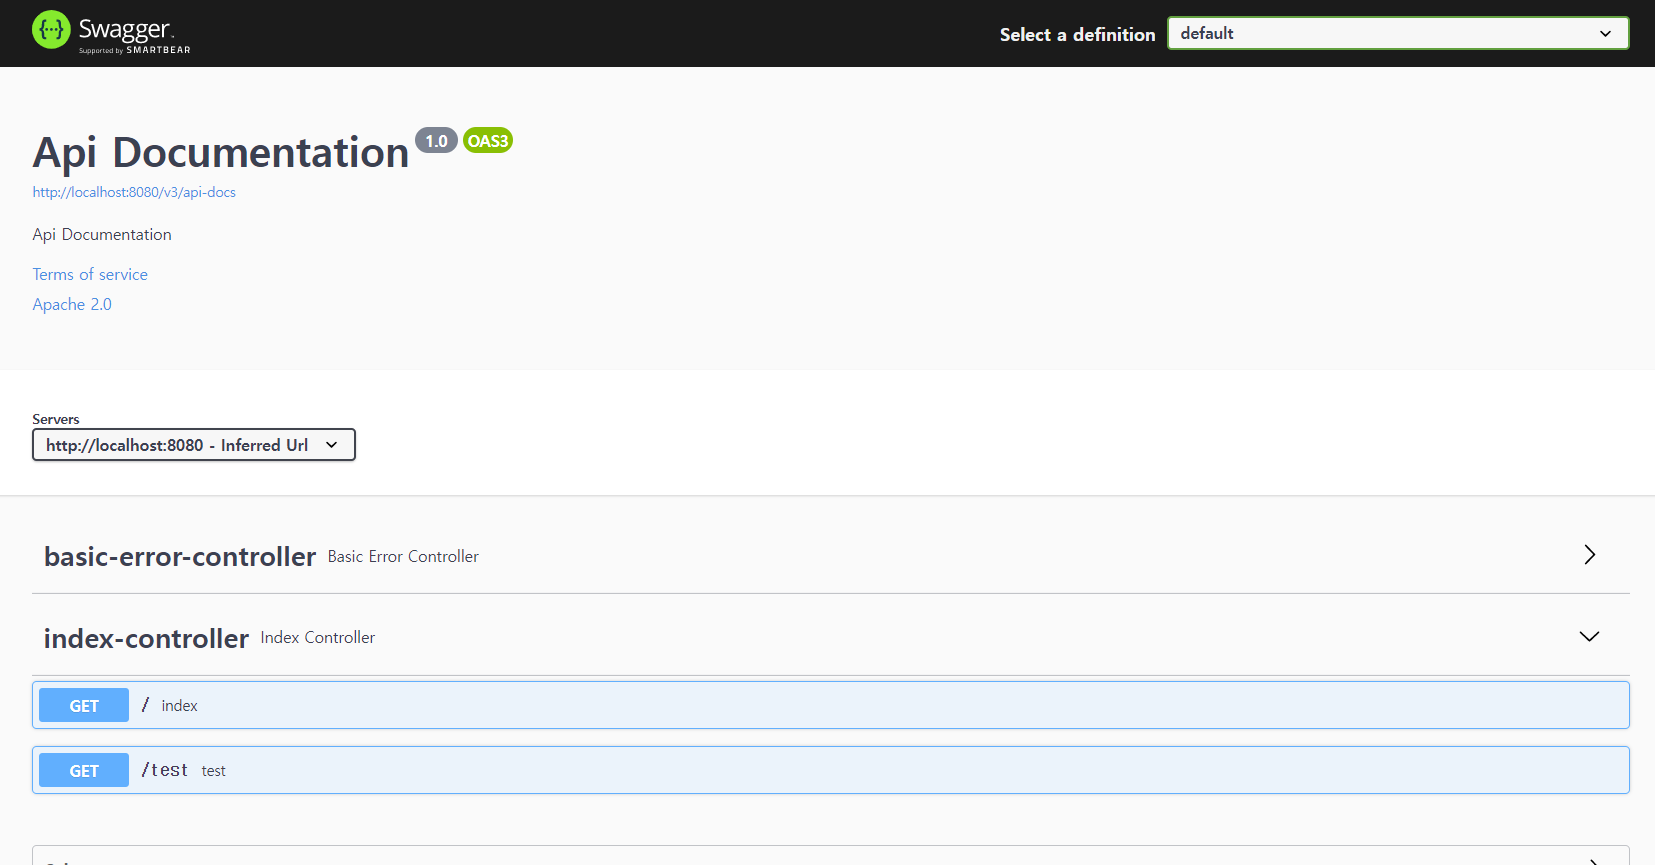 Swagger
Supported by SMARTBEAR
Select a definition
default
Api Documentation 1.0 OAS3
http://localhost:8080/v3/api-docs
Api Documentation
Terms of service
Apache 2.0
Servers
http://localhost:8080 - Inferred Url
basic-error-controller Basic Error Controller
index-controller Index Controller
GET / index
GET /test test